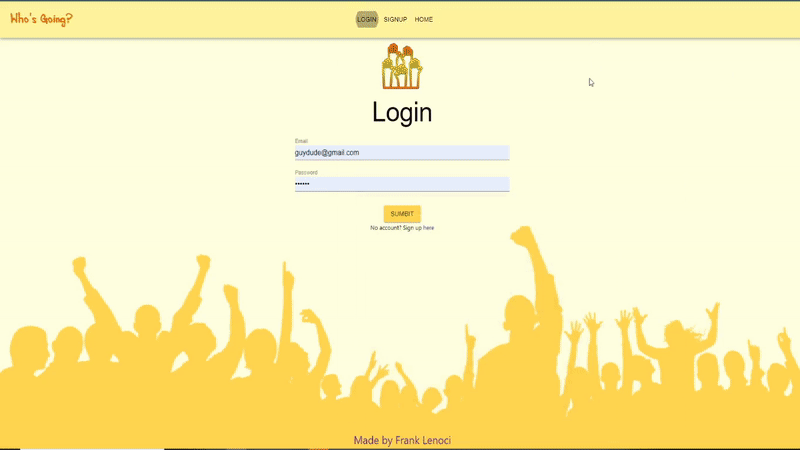 Who's Going?
LOGIN SIGNUP HOME
Login
Email
guydude@gmail.com
Password
••••••
SUMBIT
No account? Sign up here
Made by Frank Lenoci